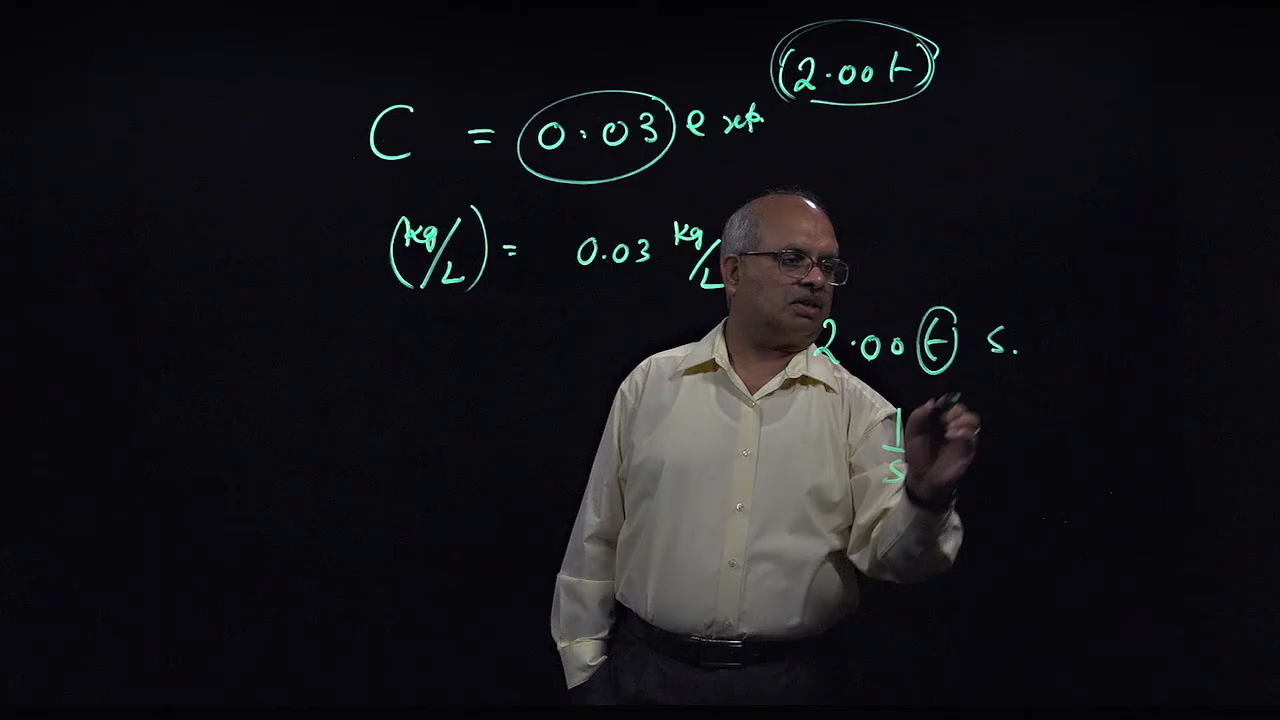 C = 0.03 exp. (2.00 t)
(kg/L) = 0.03 kg/L
2.00 t s.
1/s